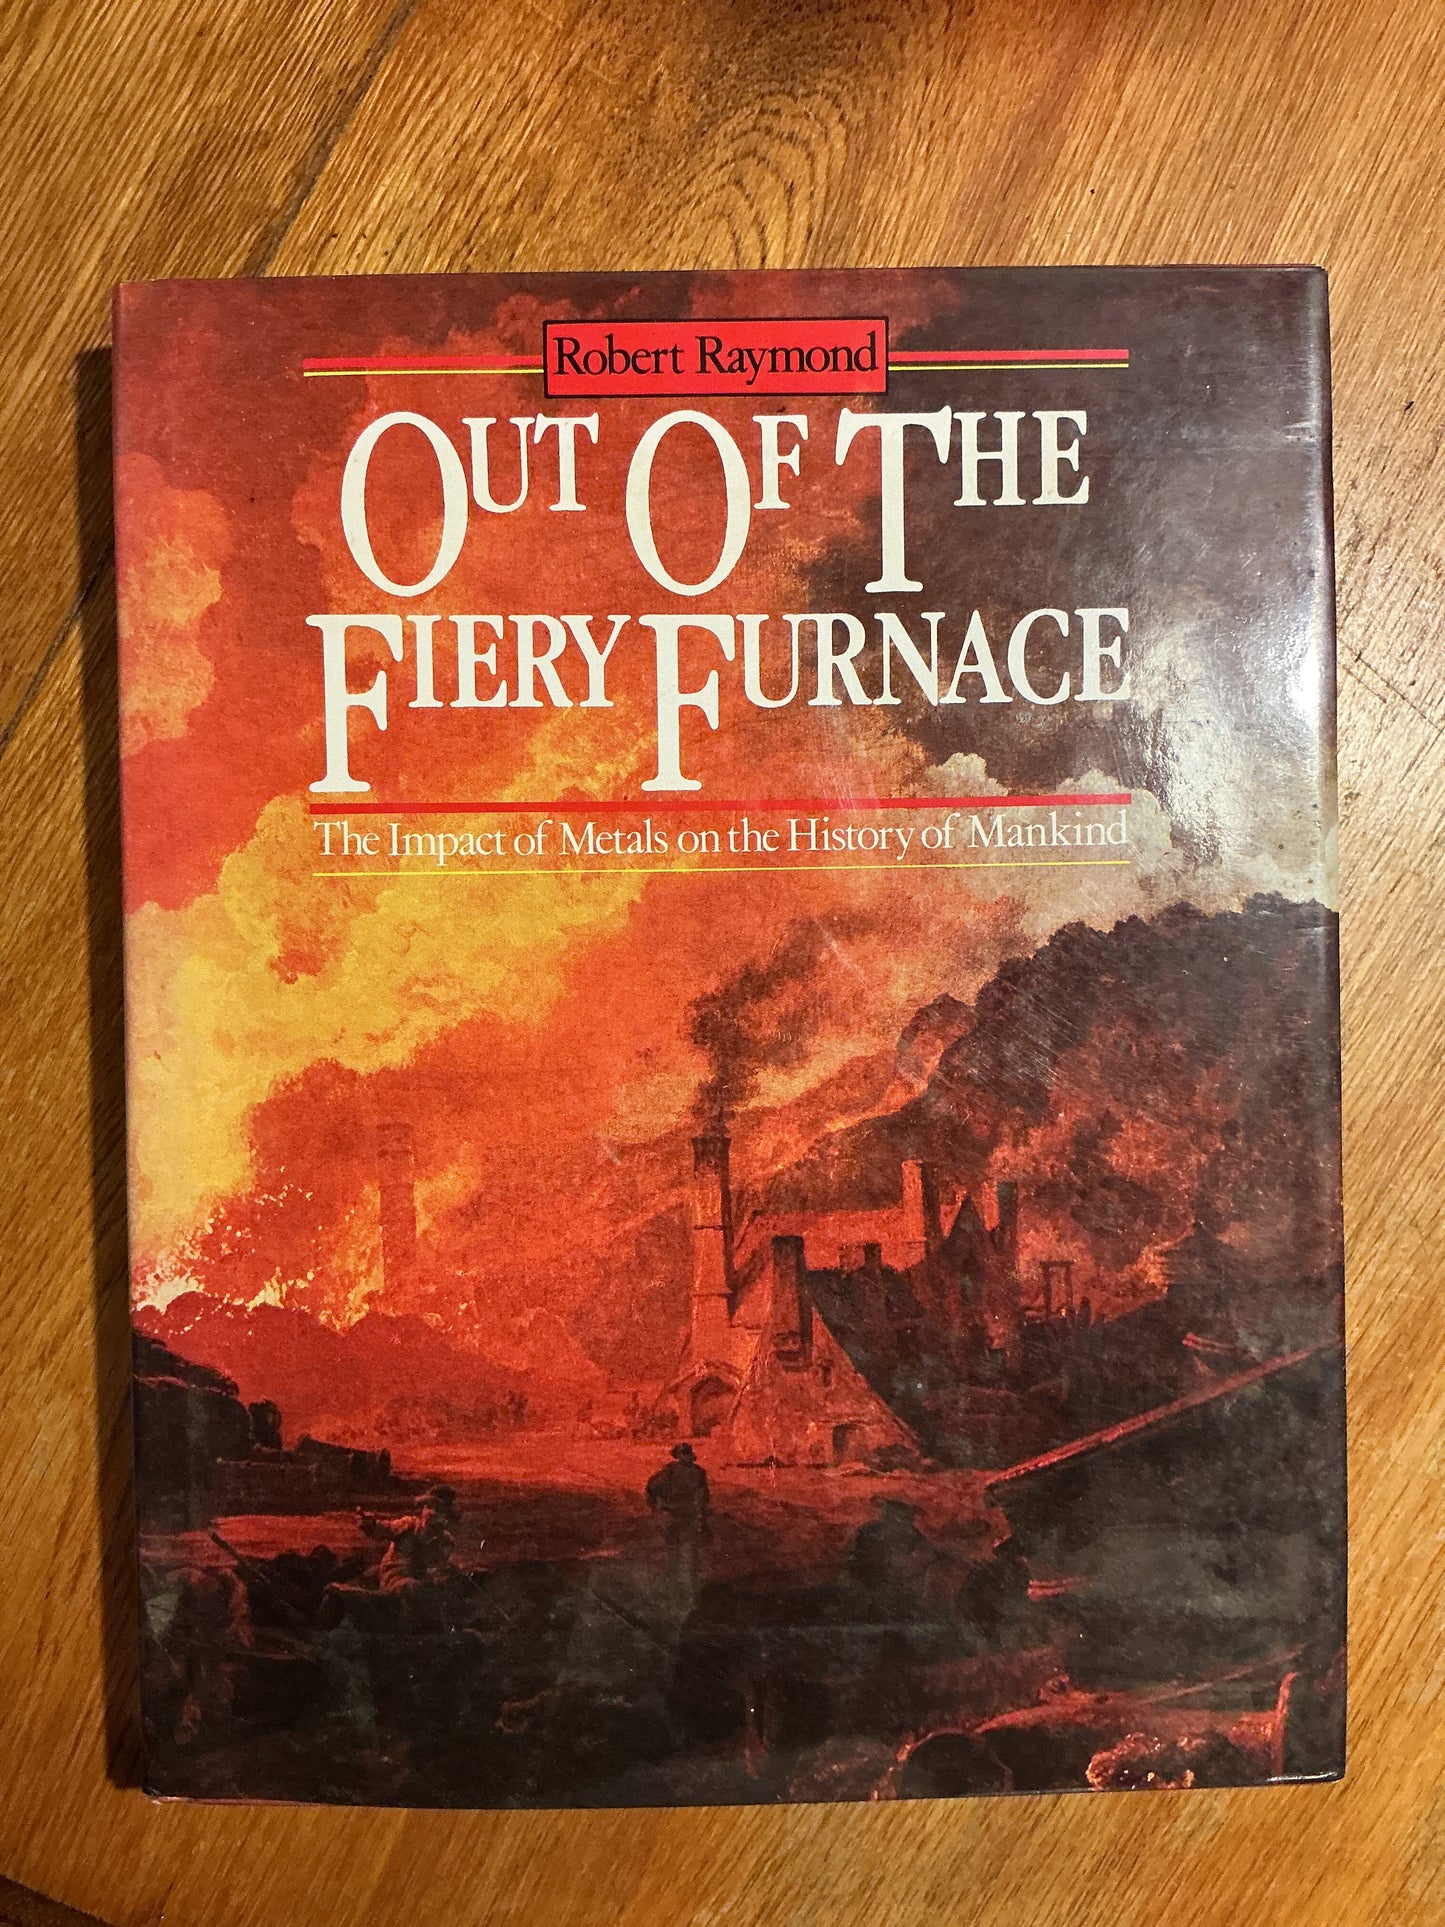 Robert Raymond
OUT OF THE
FIERY FURNACE
The Impact of Metals on the History of Mankind